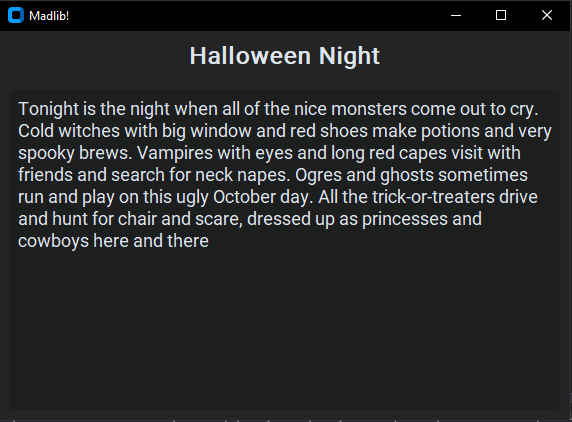 Madlib!
Halloween Night
Tonight is the night when all of the nice monsters come out to cry.
Cold witches with big window and red shoes make potions and very
spooky brews. Vampires with eyes and long red capes visit with
friends and search for neck napes. Ogres and ghosts sometimes
run and play on this ugly October day. All the trick-or-treaters drive
and hunt for chair and scare, dressed up as princesses and
cowboys here and there